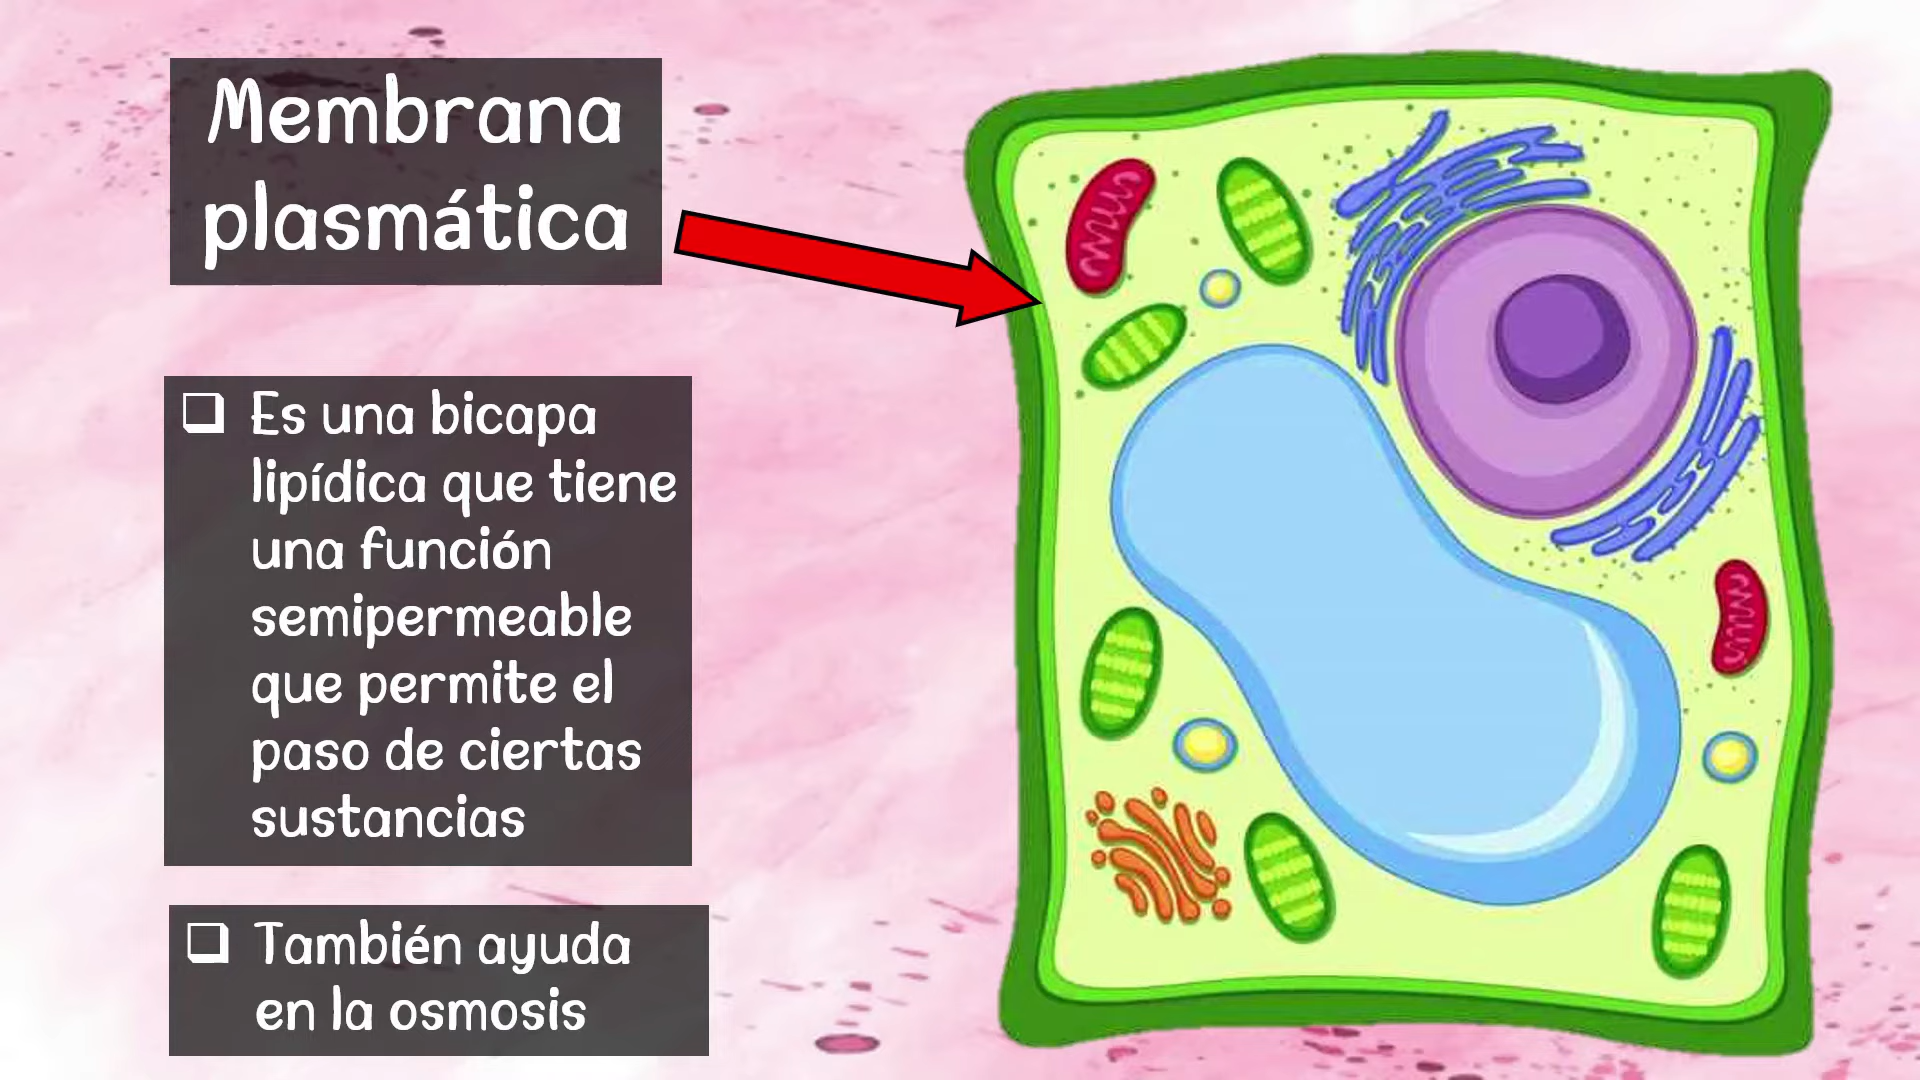 Membrana
plasmática
❑ Es una bicapa
lipídica que tiene
una función
semipermeable
que permite el
paso de ciertas
sustancias
❑ También ayuda
en la osmosis